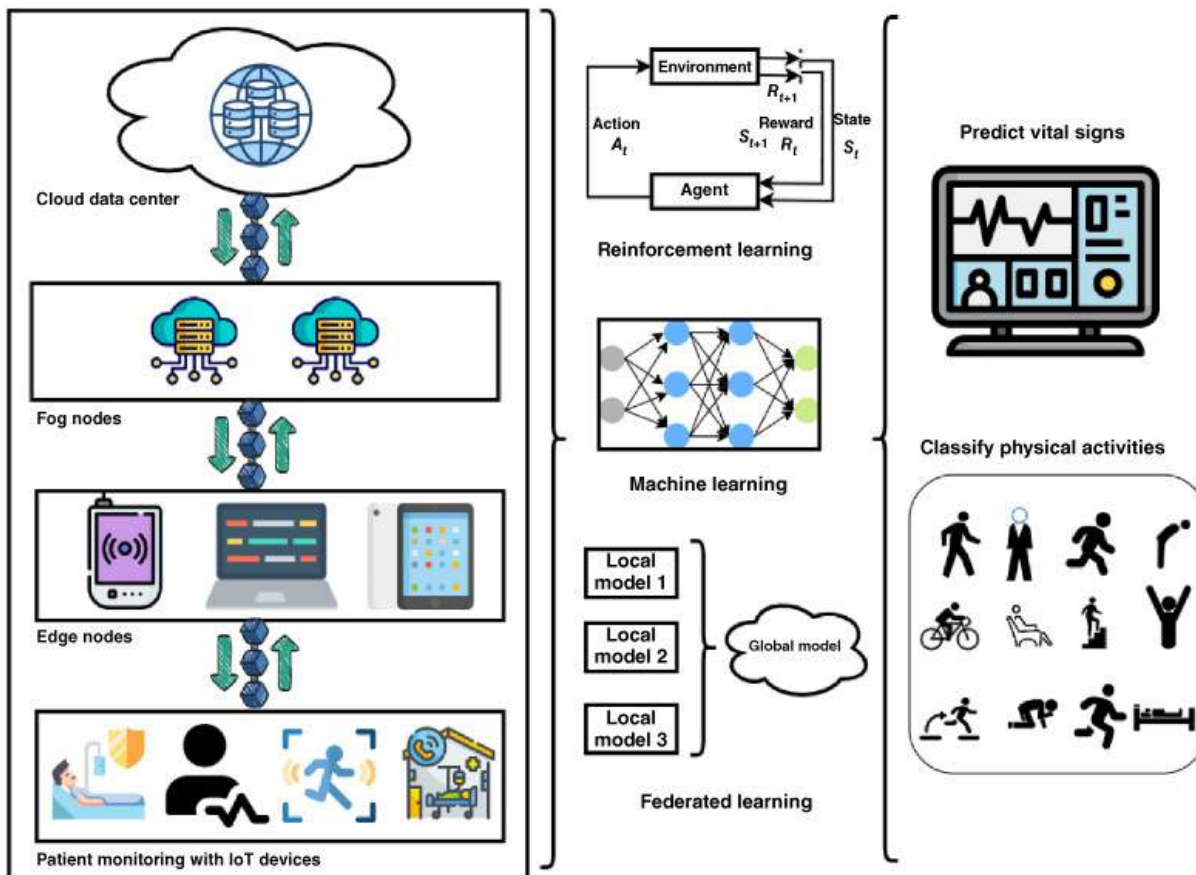 Cloud data center
Fog nodes
Edge nodes
Patient monitoring with IoT devices
Environment
R_{t+1}
Action
A_t
S_{t+1}
Reward
R_t
State
S_t
Agent
Reinforcement learning
Machine learning
Local
model 1
Local
model 2
Local
model 3
Global model
Federated learning
Predict vital signs
Classify physical activities